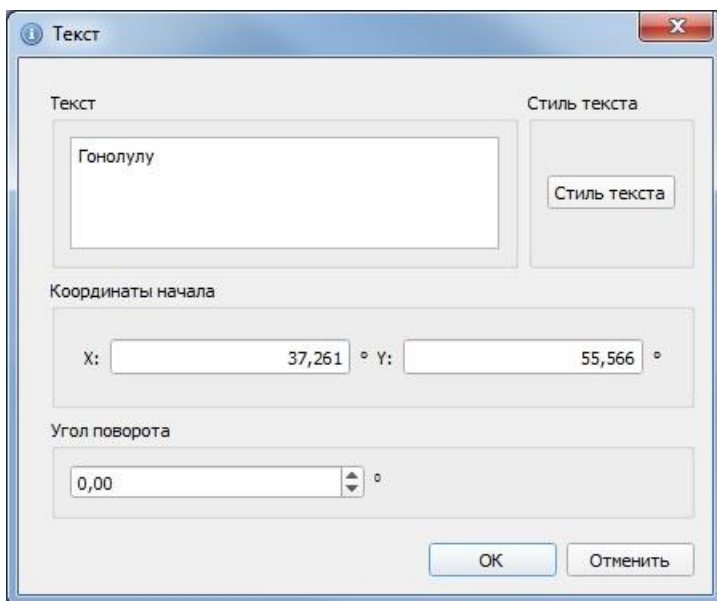 Текст
Текст Стиль текста
Гонолулу
Стиль текста
Координаты начала
X: 37,261 ° Y: 55,566 °
Угол поворота
0,00 °
OK Отменить